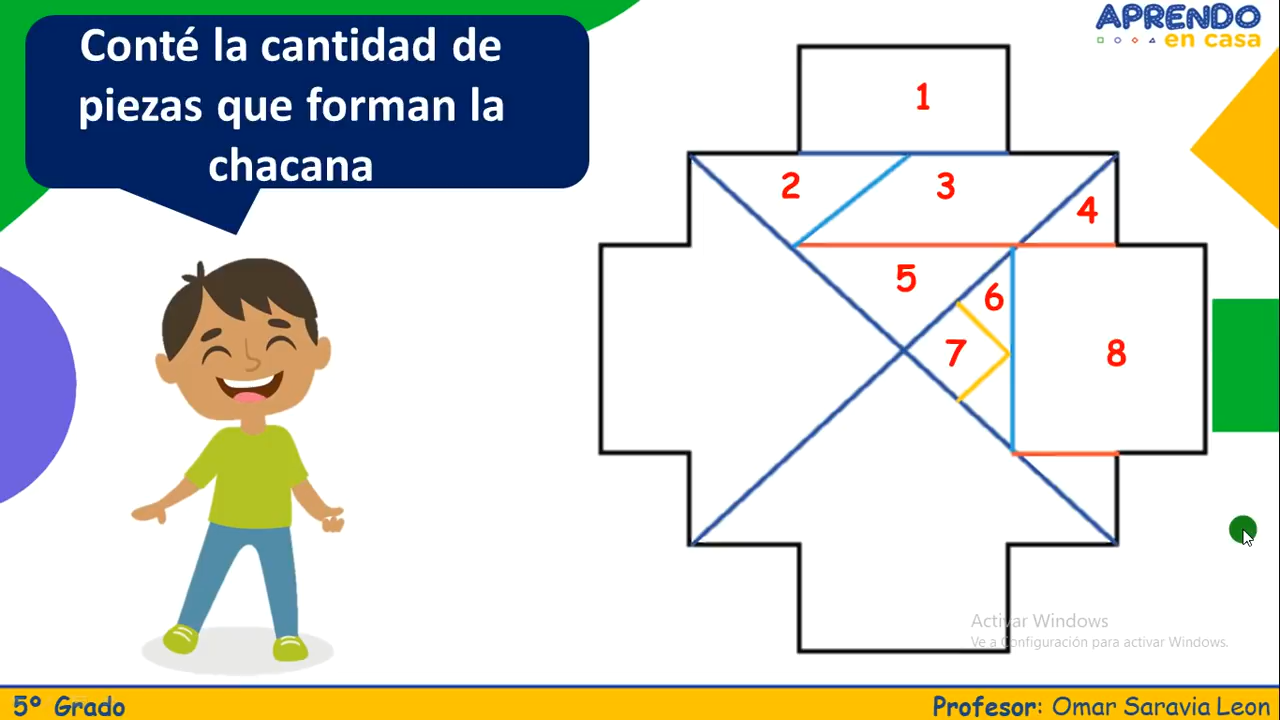 Conté la cantidad de
piezas que forman la
chacana
APRENDO
en casa
1
2
3
4
5
6
7
8
Activar Windows
Ve a Configuración para activar Windows.
5º Grado
Profesor: Omar Saravia Leon